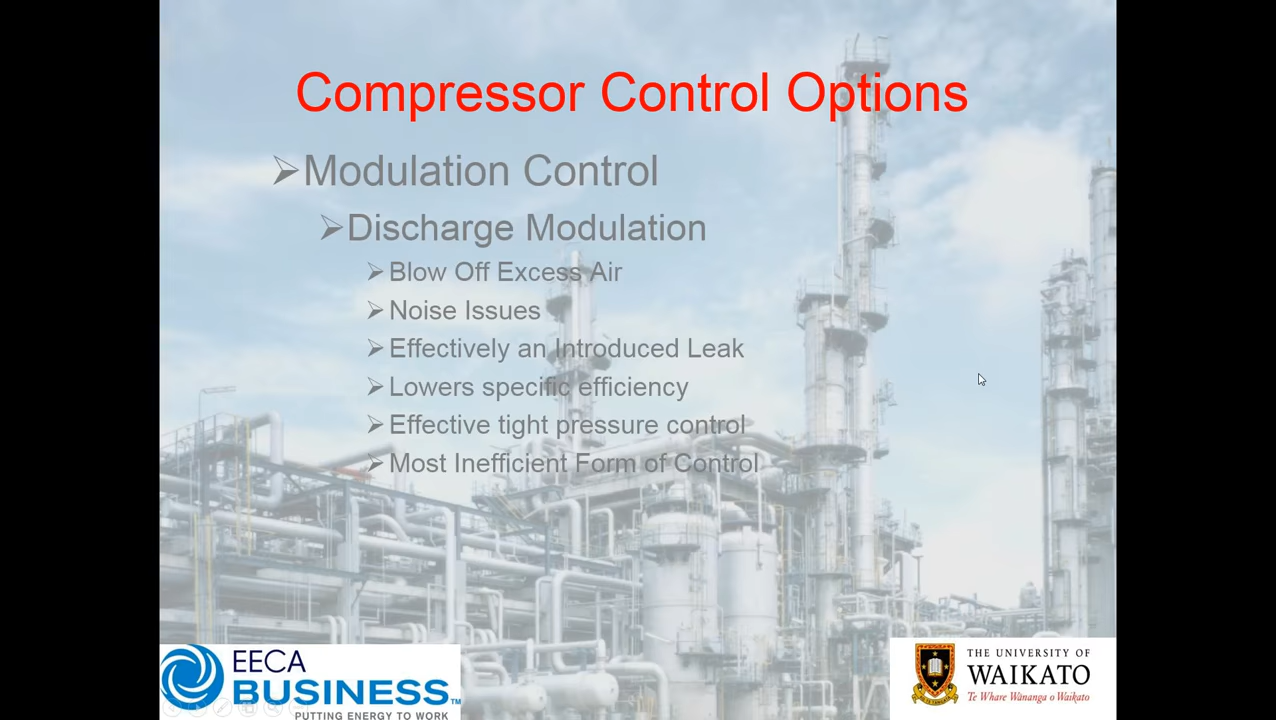 Compressor Control Options
Modulation Control
Discharge Modulation
Blow Off Excess Air
Noise Issues
Effectively an Introduced Leak
Lowers specific efficiency
Effective tight pressure control
Most Inefficient Form of Control
EECA
BUSINESS™
PUTTING ENERGY TO WORK
THE UNIVERSITY OF
WAIKATO
Te Whare Wānanga o Waikato